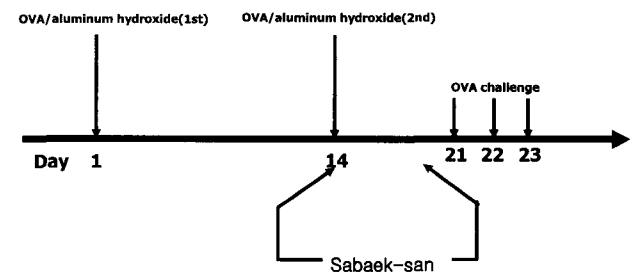 OVA/aluminum hydroxide(1st) OVA/aluminum hydroxide(2nd)
OVA challenge
Day 1 14 21 22 23
Sabaek-san